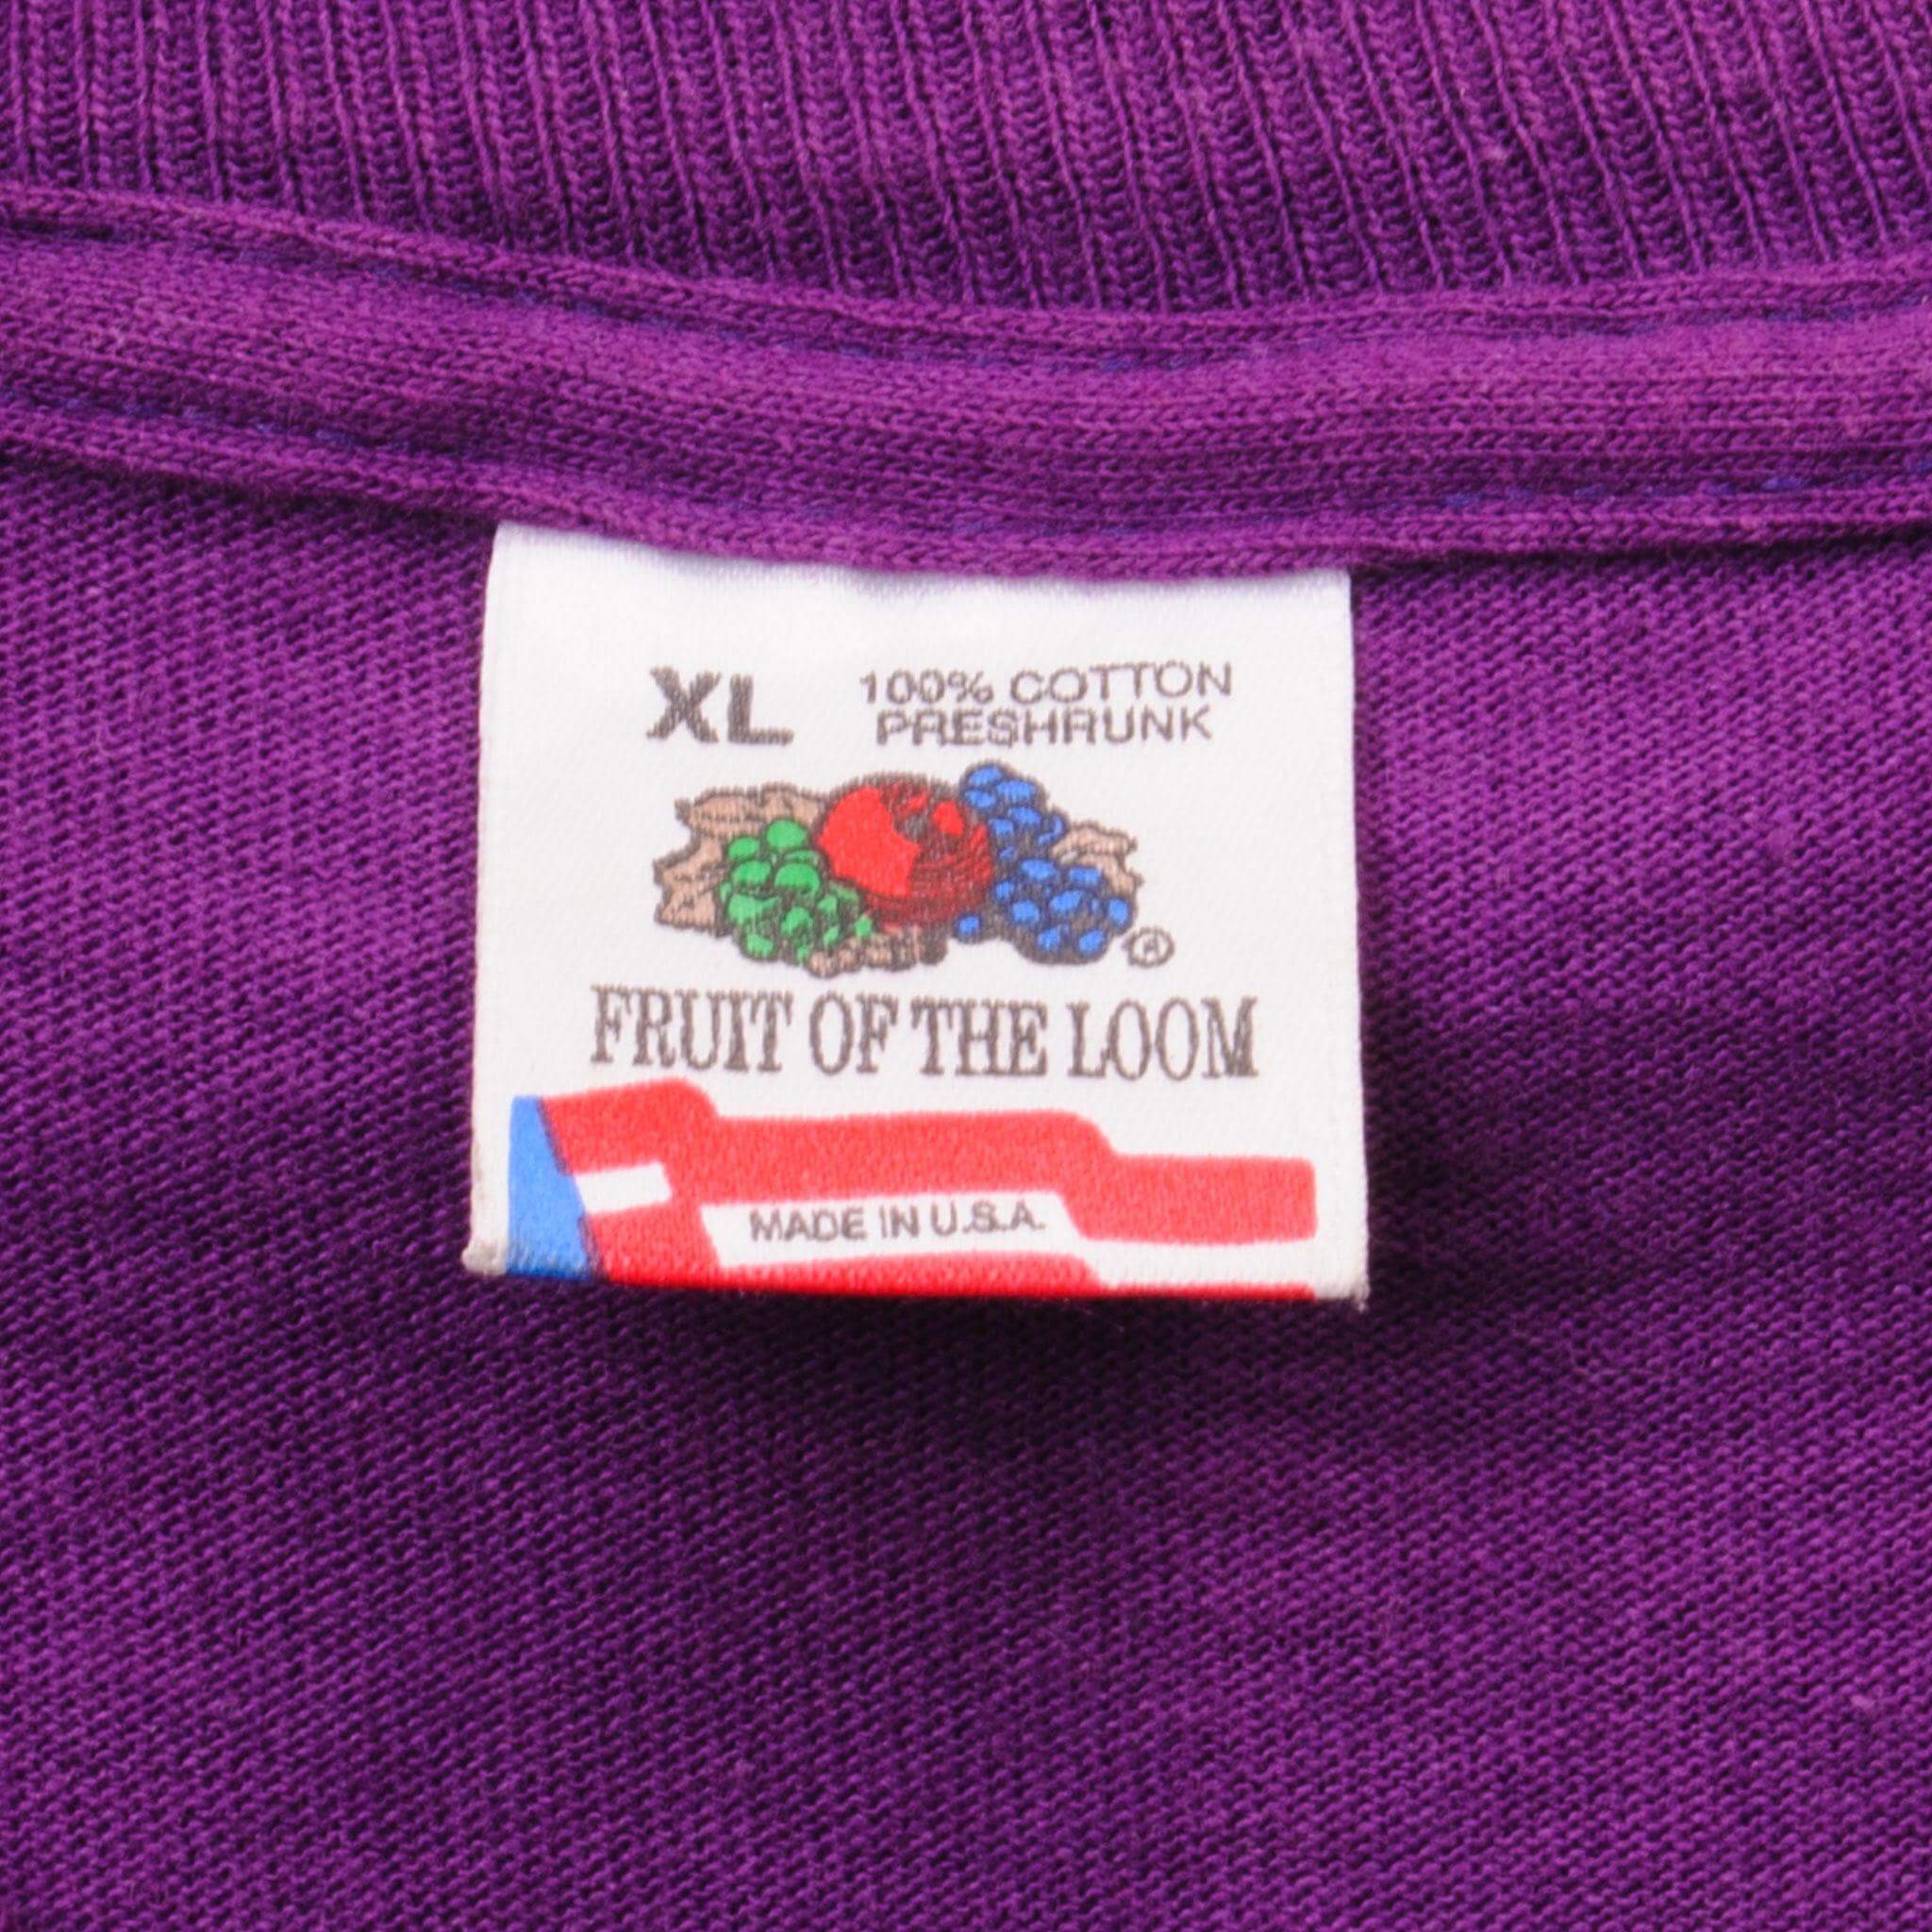 XL 100% COTTON
PRESHRUNK
®
FRUIT OF THE LOOM
MADE IN U.S.A.